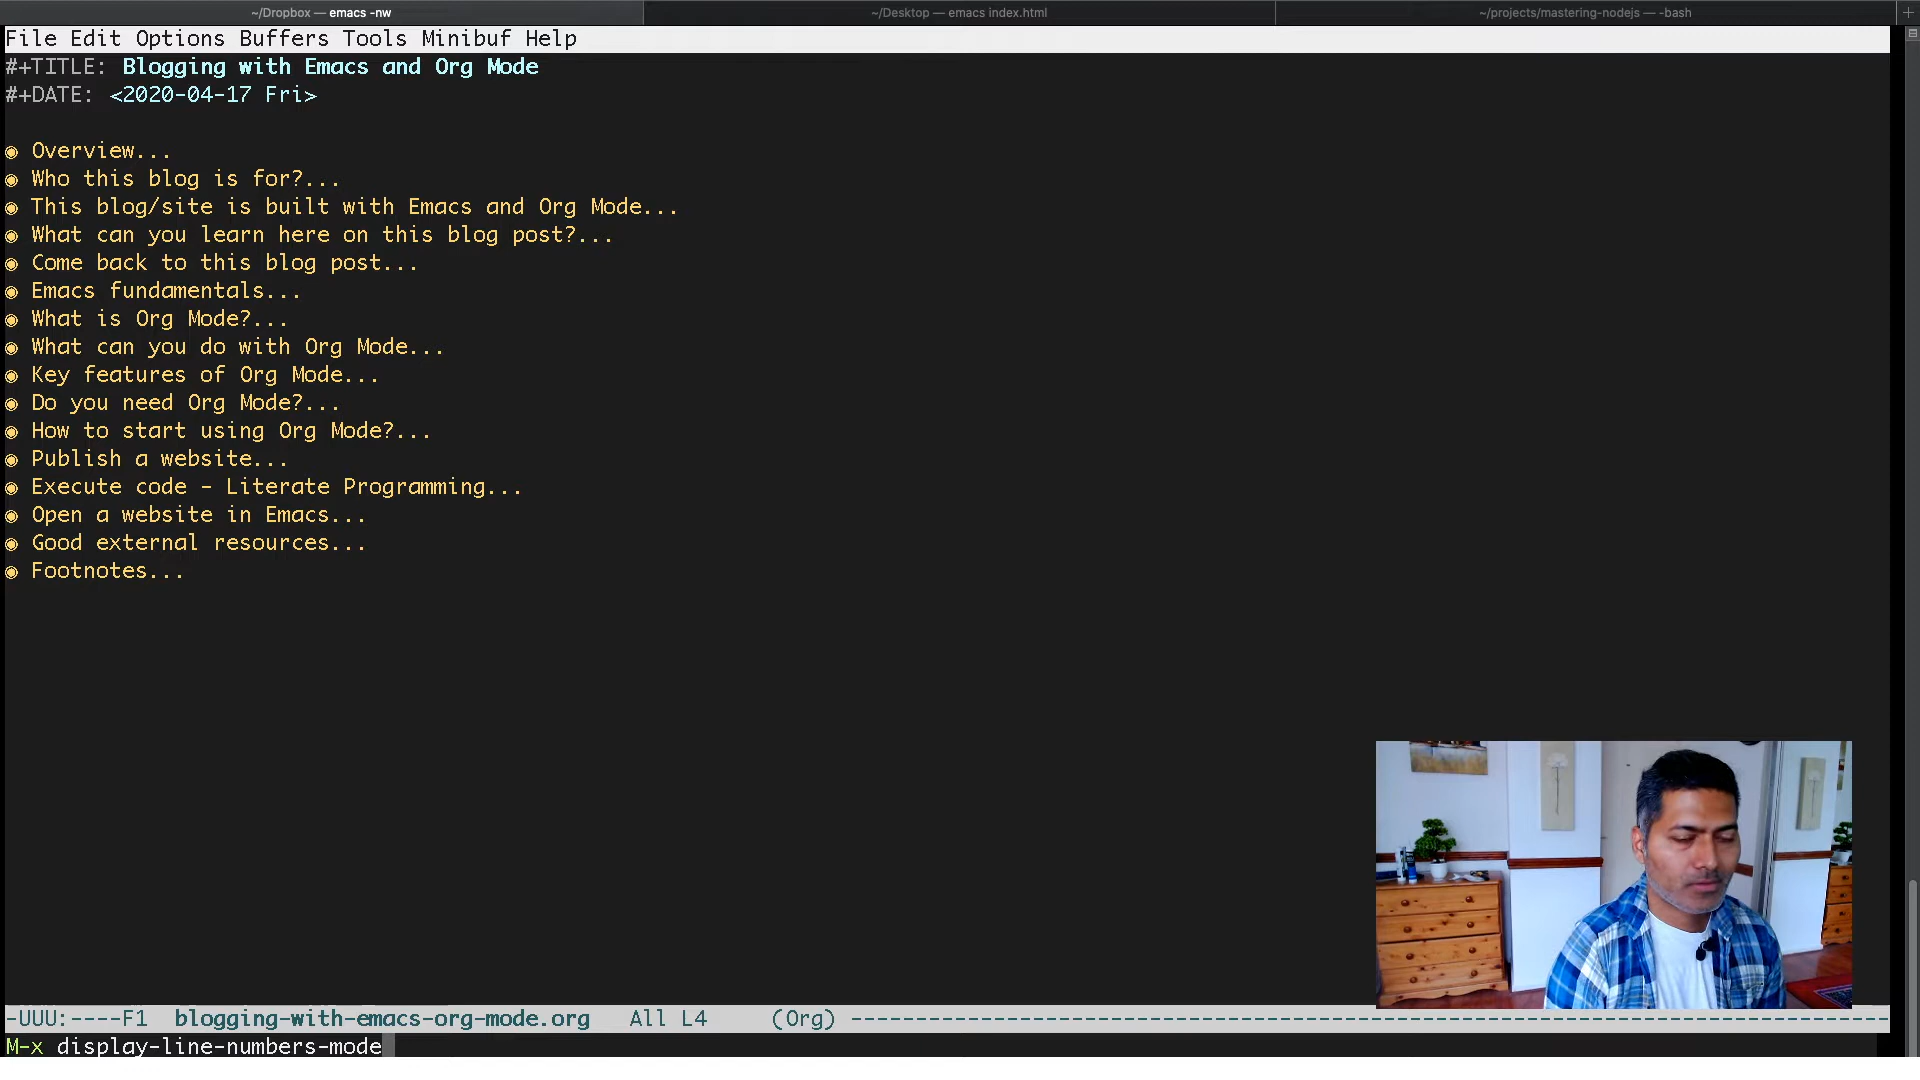 ~/Dropbox — emacs -nw
~/Desktop — emacs index.html
~/projects/mastering-nodejs — -bash
File Edit Options Buffers Tools Minibuf Help
#+TITLE: Blogging with Emacs and Org Mode
#+DATE: <2020-04-17 Fri>
◉ Overview...
◉ Who this blog is for?...
◉ This blog/site is built with Emacs and Org Mode...
◉ What can you learn here on this blog post?...
◉ Come back to this blog post...
◉ Emacs fundamentals...
◉ What is Org Mode?...
◉ What can you do with Org Mode...
◉ Key features of Org Mode...
◉ Do you need Org Mode?...
◉ How to start using Org Mode?...
◉ Publish a website...
◉ Execute code - Literate Programming...
◉ Open a website in Emacs...
◉ Good external resources...
◉ Footnotes...
-UUU:----F1  blogging-with-emacs-org-mode.org   All L4     (Org) --------------------------------------------------------------------------------
M-x display-line-numbers-mode